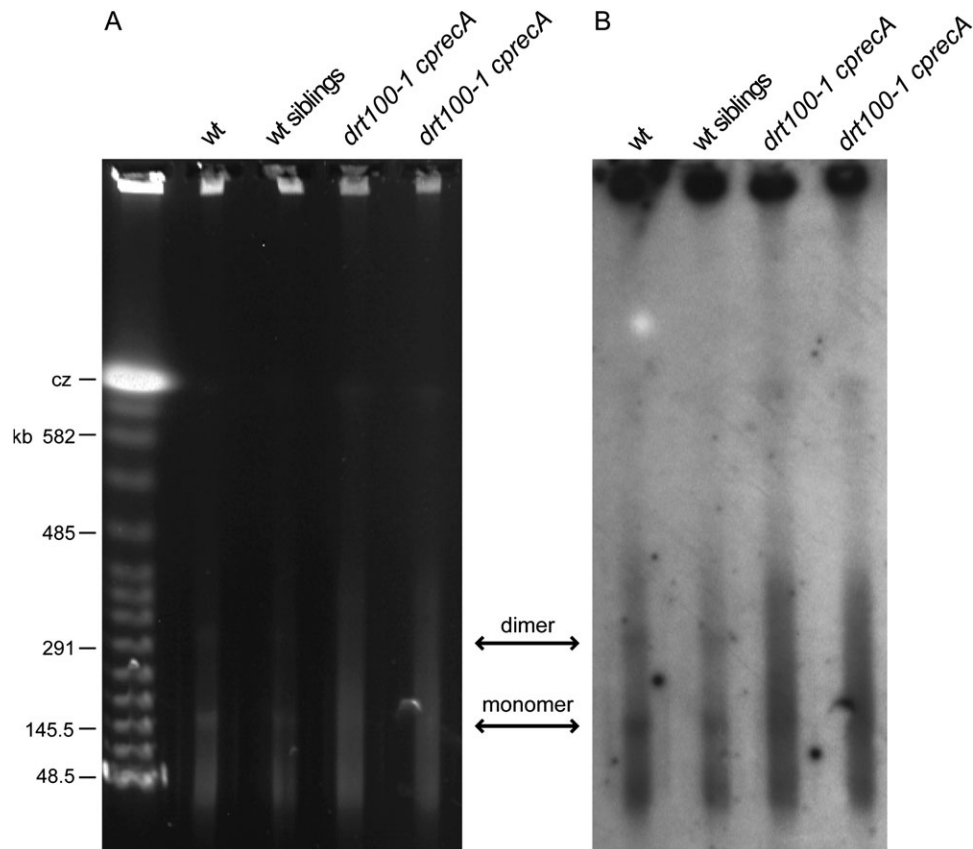 A
B
wt
wt siblings
drt100-1 cprecA
drt100-1 cprecA
wt
wt siblings
drt100-1 cprecA
drt100-1 cprecA
cz
kb 582
485
291
145.5
48.5
dimer
monomer